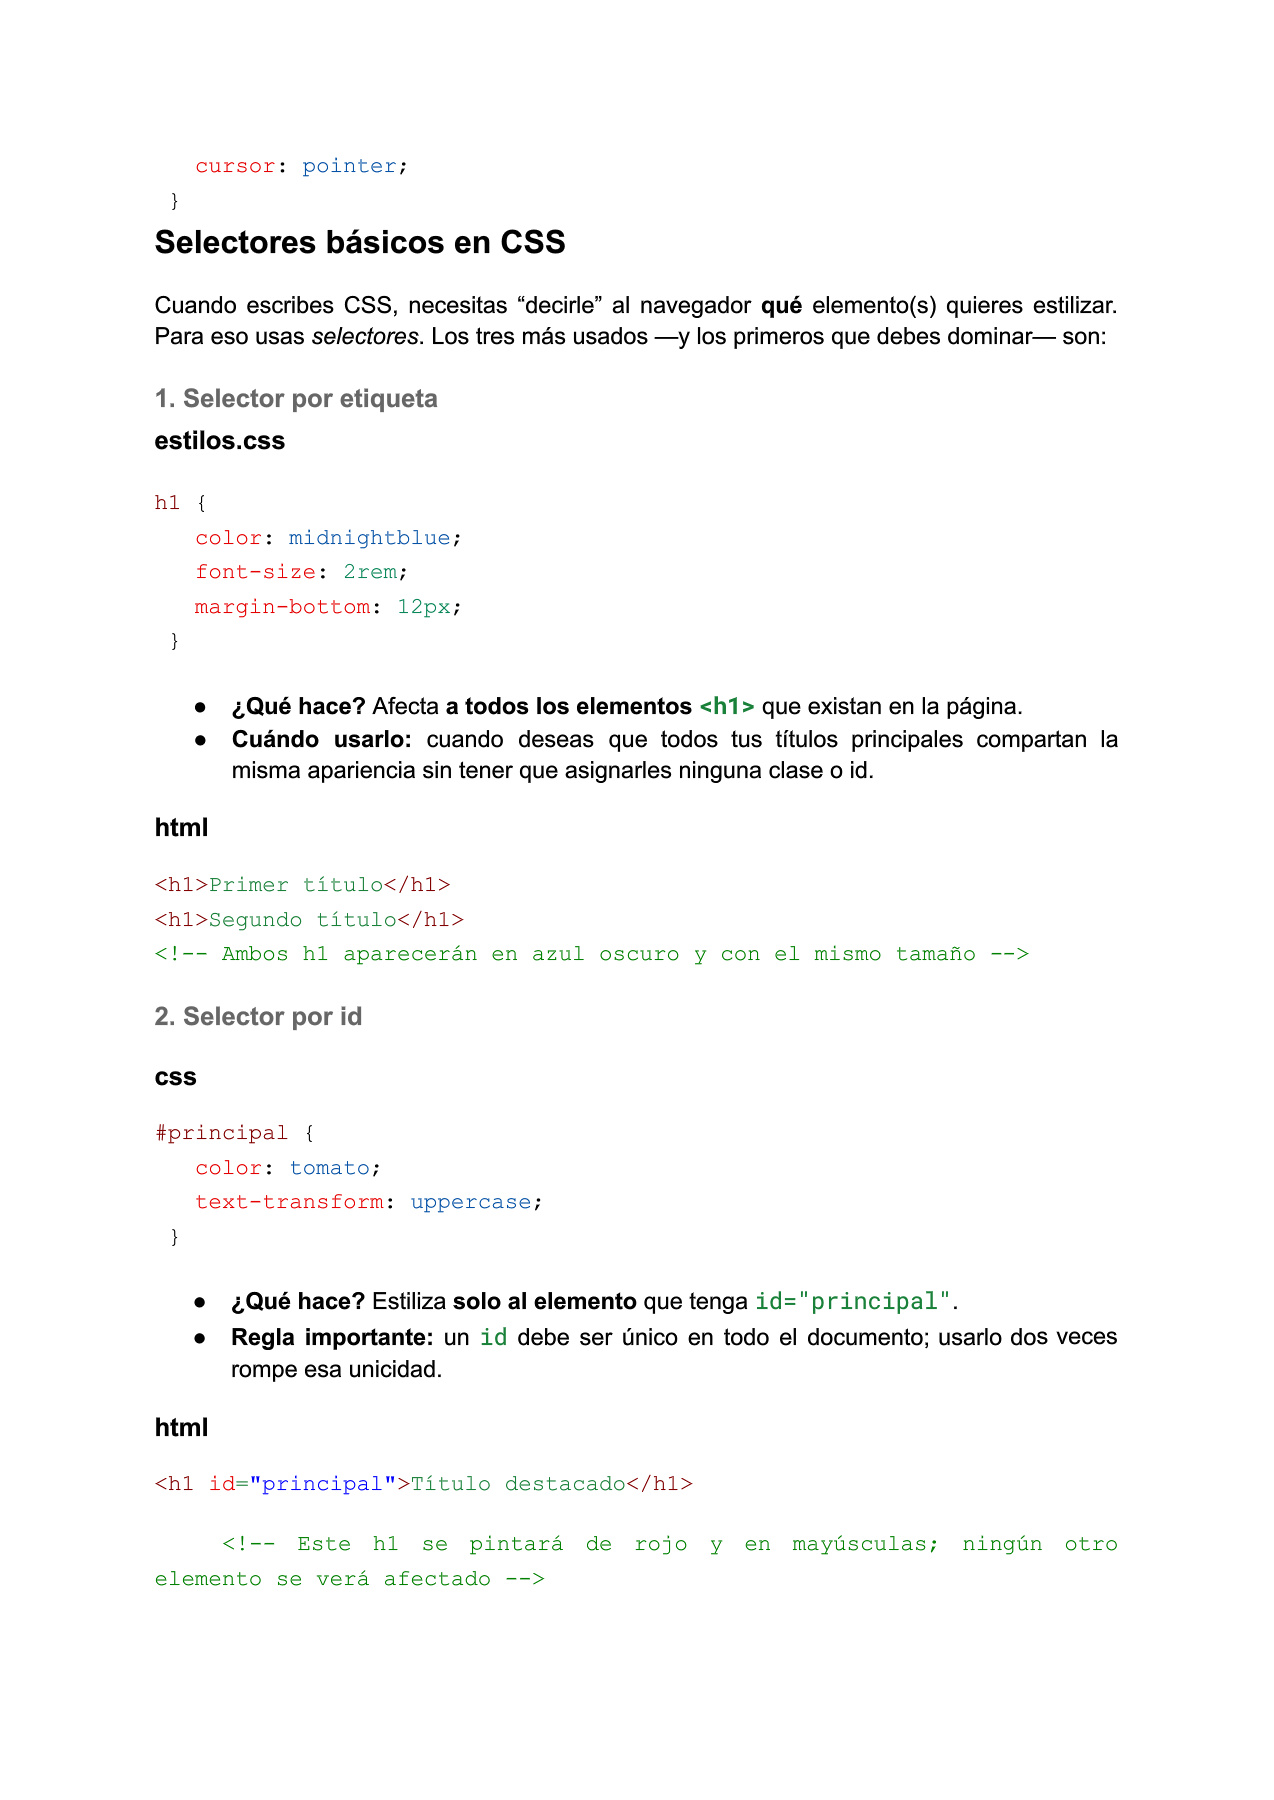 cursor: pointer;
}
Selectores básicos en CSS
Cuando escribes CSS, necesitas “decirle” al navegador qué elemento(s) quieres estilizar.
Para eso usas selectores. Los tres más usados —y los primeros que debes dominar— son:
1. Selector por etiqueta
estilos.css
h1 {
color: midnightblue;
font-size: 2rem;
margin-bottom: 12px;
}
● ¿Qué hace? Afecta a todos los elementos <h1> que existan en la página.
● Cuándo usarlo: cuando deseas que todos tus títulos principales compartan la
misma apariencia sin tener que asignarles ninguna clase o id.
html
<h1>Primer título</h1>
<h1>Segundo título</h1>
<!-- Ambos h1 aparecerán en azul oscuro y con el mismo tamaño -->
2. Selector por id
css
#principal {
color: tomato;
text-transform: uppercase;
}
● ¿Qué hace? Estiliza solo al elemento que tenga id="principal".
● Regla importante: un id debe ser único en todo el documento; usarlo dos veces
rompe esa unicidad.
html
<h1 id="principal">Título destacado</h1>
<!-- Este h1 se pintará de rojo y en mayúsculas; ningún otro
elemento se verá afectado -->